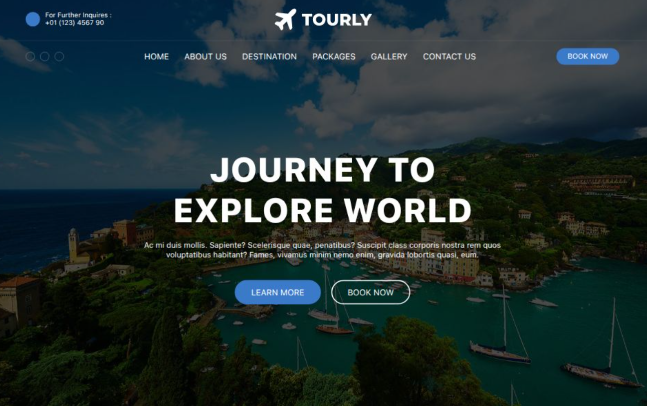 For Further Inquires :
+01 (123) 4567 90
TOURLY
HOME ABOUT US DESTINATION PACKAGES GALLERY CONTACT US BOOK NOW
JOURNEY TO
EXPLORE WORLD
Ac mi duis mollis. Sapiente? Scelerisque quae, penatibus? Suscipit class corporis nostra rem quos
voluptatibus habitant? Fames, vivamus minim nemo enim, gravida lobortis quasi, eum.
LEARN MORE BOOK NOW